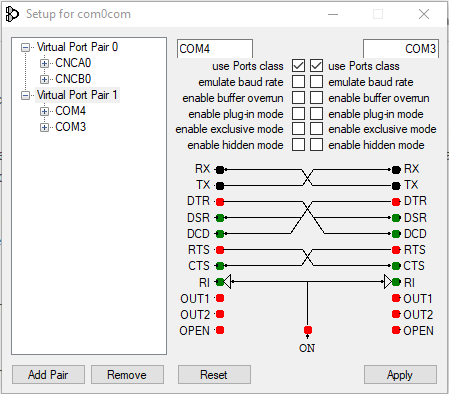 Setup for com0com
Virtual Port Pair 0
CNCA0
CNCB0
Virtual Port Pair 1
COM4
COM3
COM4 COM3
use Ports class use Ports class
emulate baud rate emulate baud rate
enable buffer overrun enable buffer overrun
enable plug-in mode enable plug-in mode
enable exclusive mode enable exclusive mode
enable hidden mode enable hidden mode
RX RX
TX TX
DTR DTR
DSR DSR
DCD DCD
RTS RTS
CTS CTS
RI RI
OUT1 OUT1
OUT2 OUT2
OPEN OPEN
ON
Add Pair Remove Reset Apply